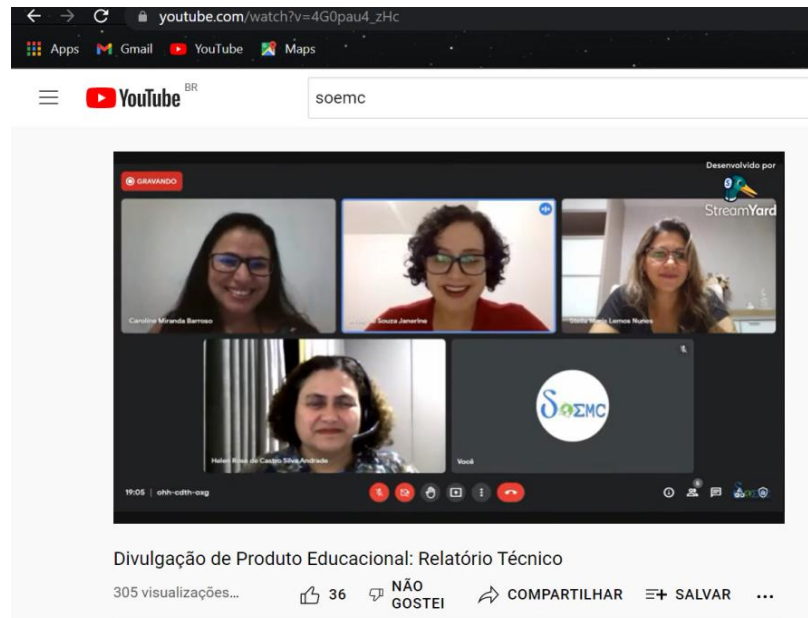 youtube.com/watch?v=4G0pau4_zHc
Apps Gmail YouTube Maps
YouTube BR
soemc
GRAVANDO
Desenvolvido por
StreamYard
Caroline Miranda Barroso
Souza Janerine
Stella Maria Lemos Nunes
Helen Rose de Castro Silva Andrade
SOEMC
Você
19:05 | ohh-cdth-oxg
Divulgação de Produto Educacional: Relatório Técnico
305 visualizações...
36
NÃO GOSTEI
COMPARTILHAR
SALVAR
...